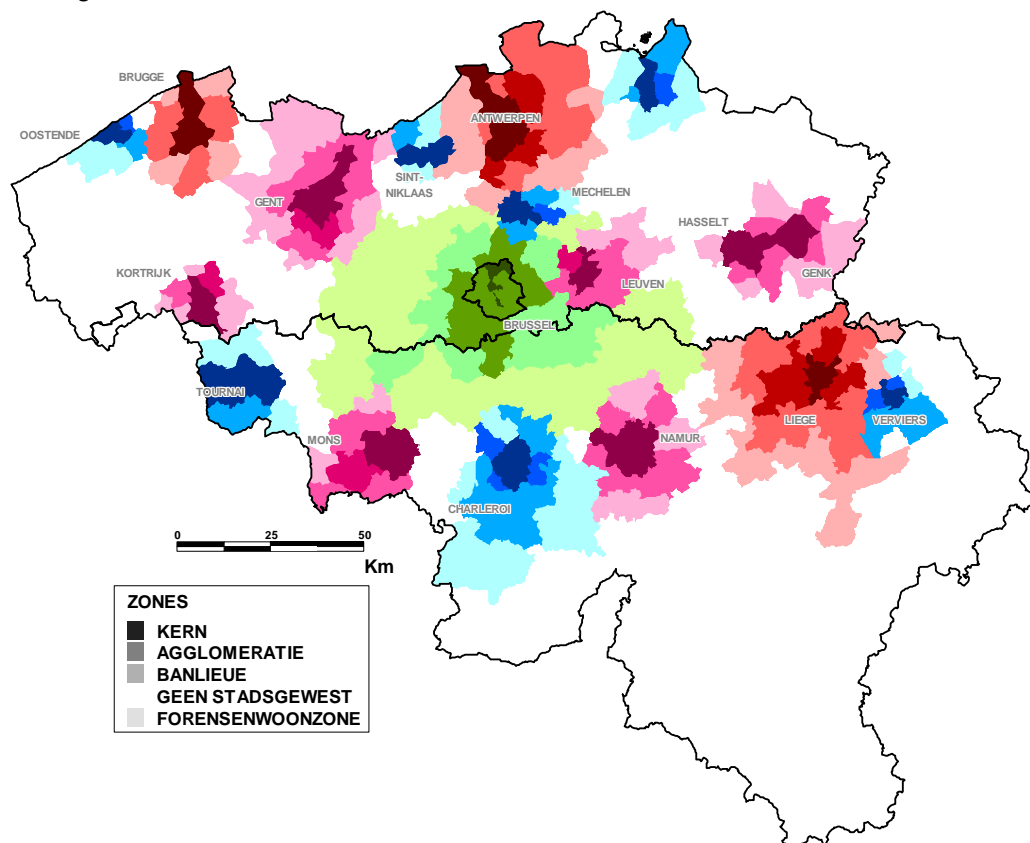 BRUGGE
OOSTENDE
ANTWERPEN
SINT-
NIKLAAS
MECHELEN
GENT
HASSELT
GENK
KORTRIJK
LEUVEN
BRUSSEL
TOURNAI
MONS
NAMUR
LIEGE
VERVIERS
CHARLEROI
0 25 50
Km
ZONES
KERN
AGGLOMERATIE
BANLIEUE
GEEN STADSGEWEST
FORENSENWOONZONE